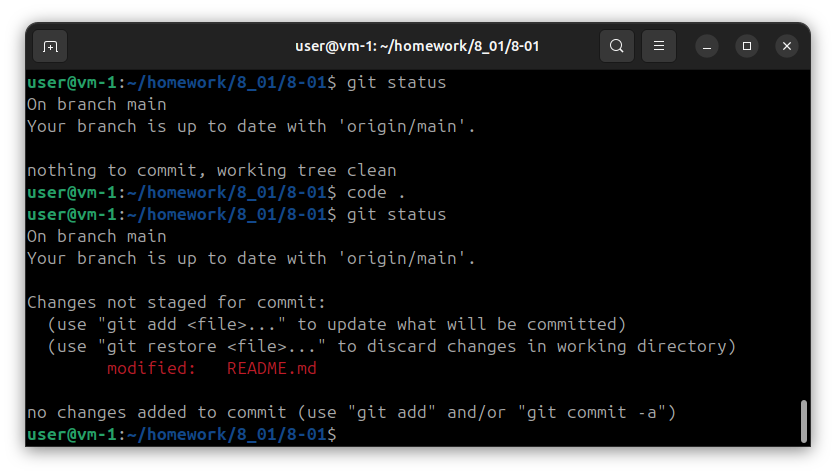 user@vm-1: ~/homework/8_01/8-01
user@vm-1:~/homework/8_01/8-01$ git status
On branch main
Your branch is up to date with 'origin/main'.
nothing to commit, working tree clean
user@vm-1:~/homework/8_01/8-01$ code .
user@vm-1:~/homework/8_01/8-01$ git status
On branch main
Your branch is up to date with 'origin/main'.
Changes not staged for commit:
  (use "git add <file>..." to update what will be committed)
  (use "git restore <file>..." to discard changes in working directory)
        modified:   README.md
no changes added to commit (use "git add" and/or "git commit -a")
user@vm-1:~/homework/8_01/8-01$